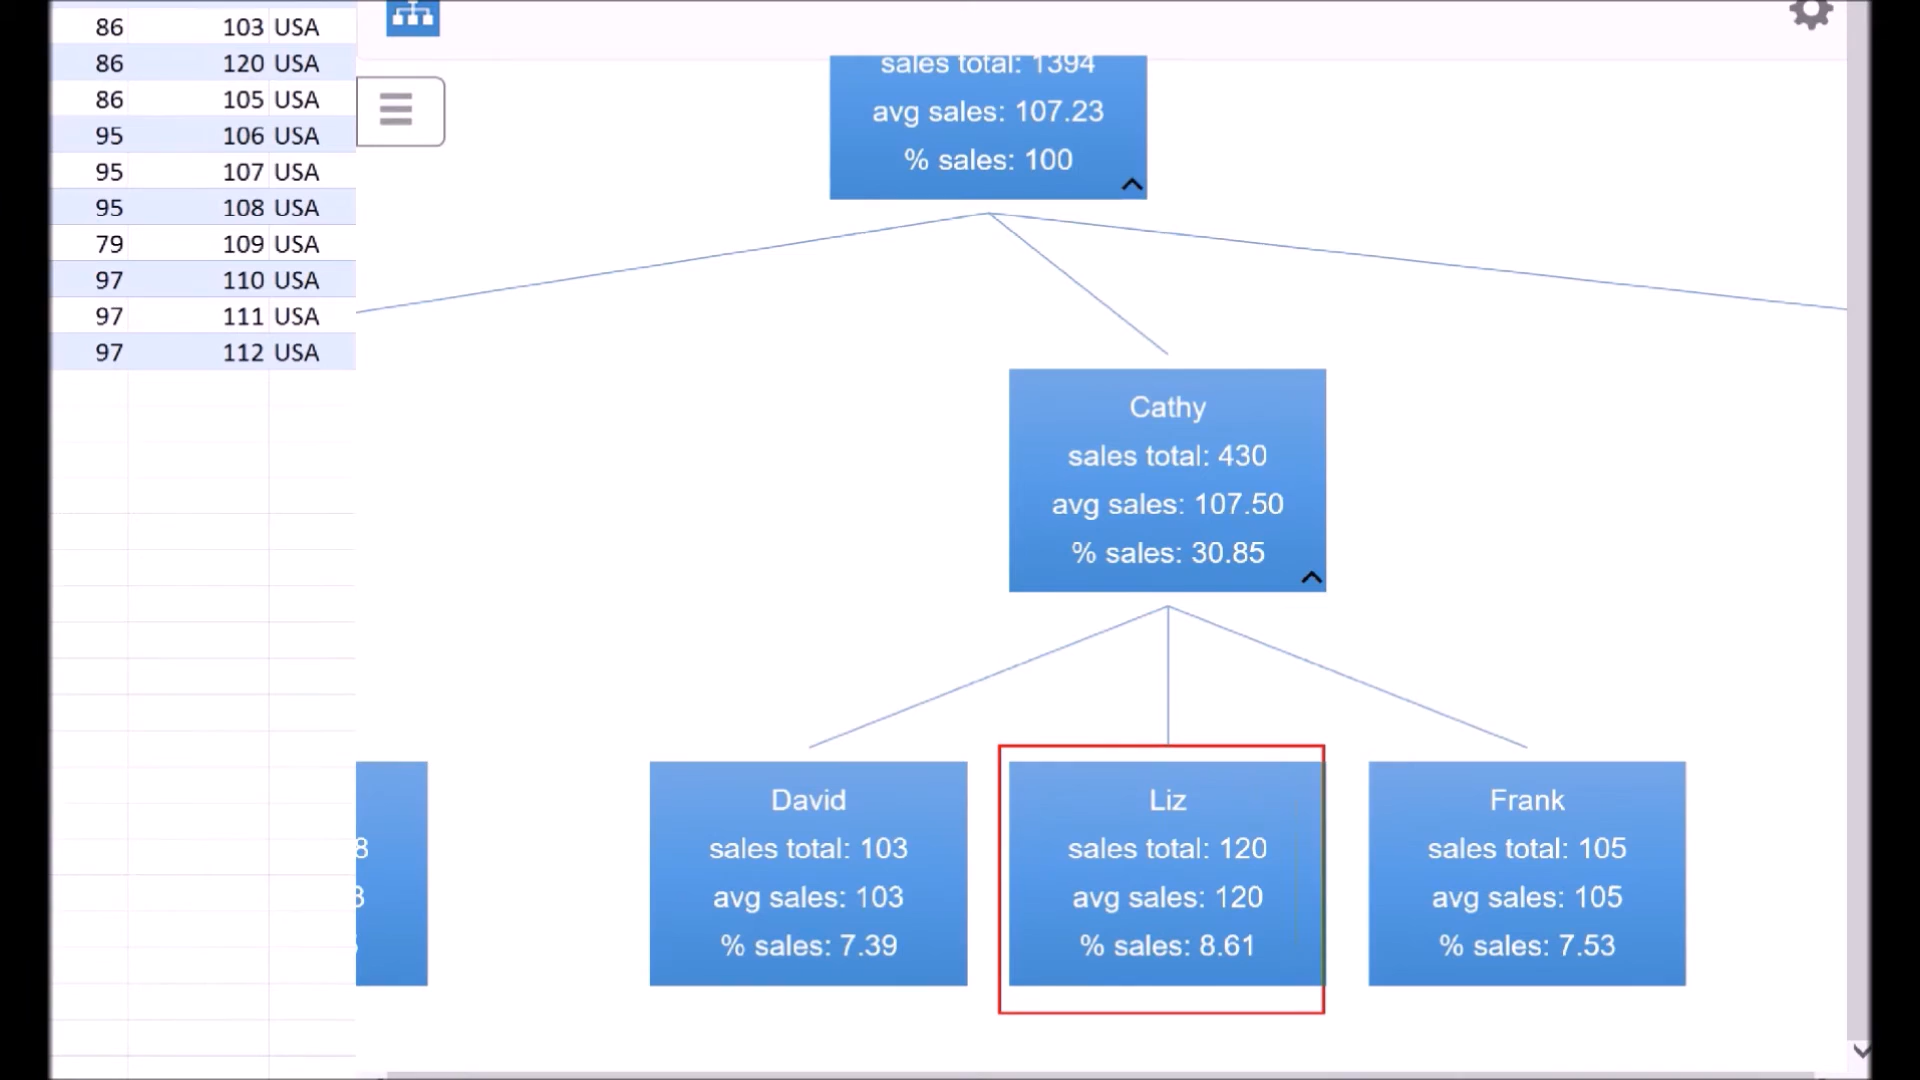 86 103 USA
86 120 USA
86 105 USA
95 106 USA
95 107 USA
95 108 USA
79 109 USA
97 110 USA
97 111 USA
97 112 USA
sales total: 1394
avg sales: 107.23
% sales: 100
Cathy
sales total: 430
avg sales: 107.50
% sales: 30.85
8
3
David
sales total: 103
avg sales: 103
% sales: 7.39
Liz
sales total: 120
avg sales: 120
% sales: 8.61
Frank
sales total: 105
avg sales: 105
% sales: 7.53